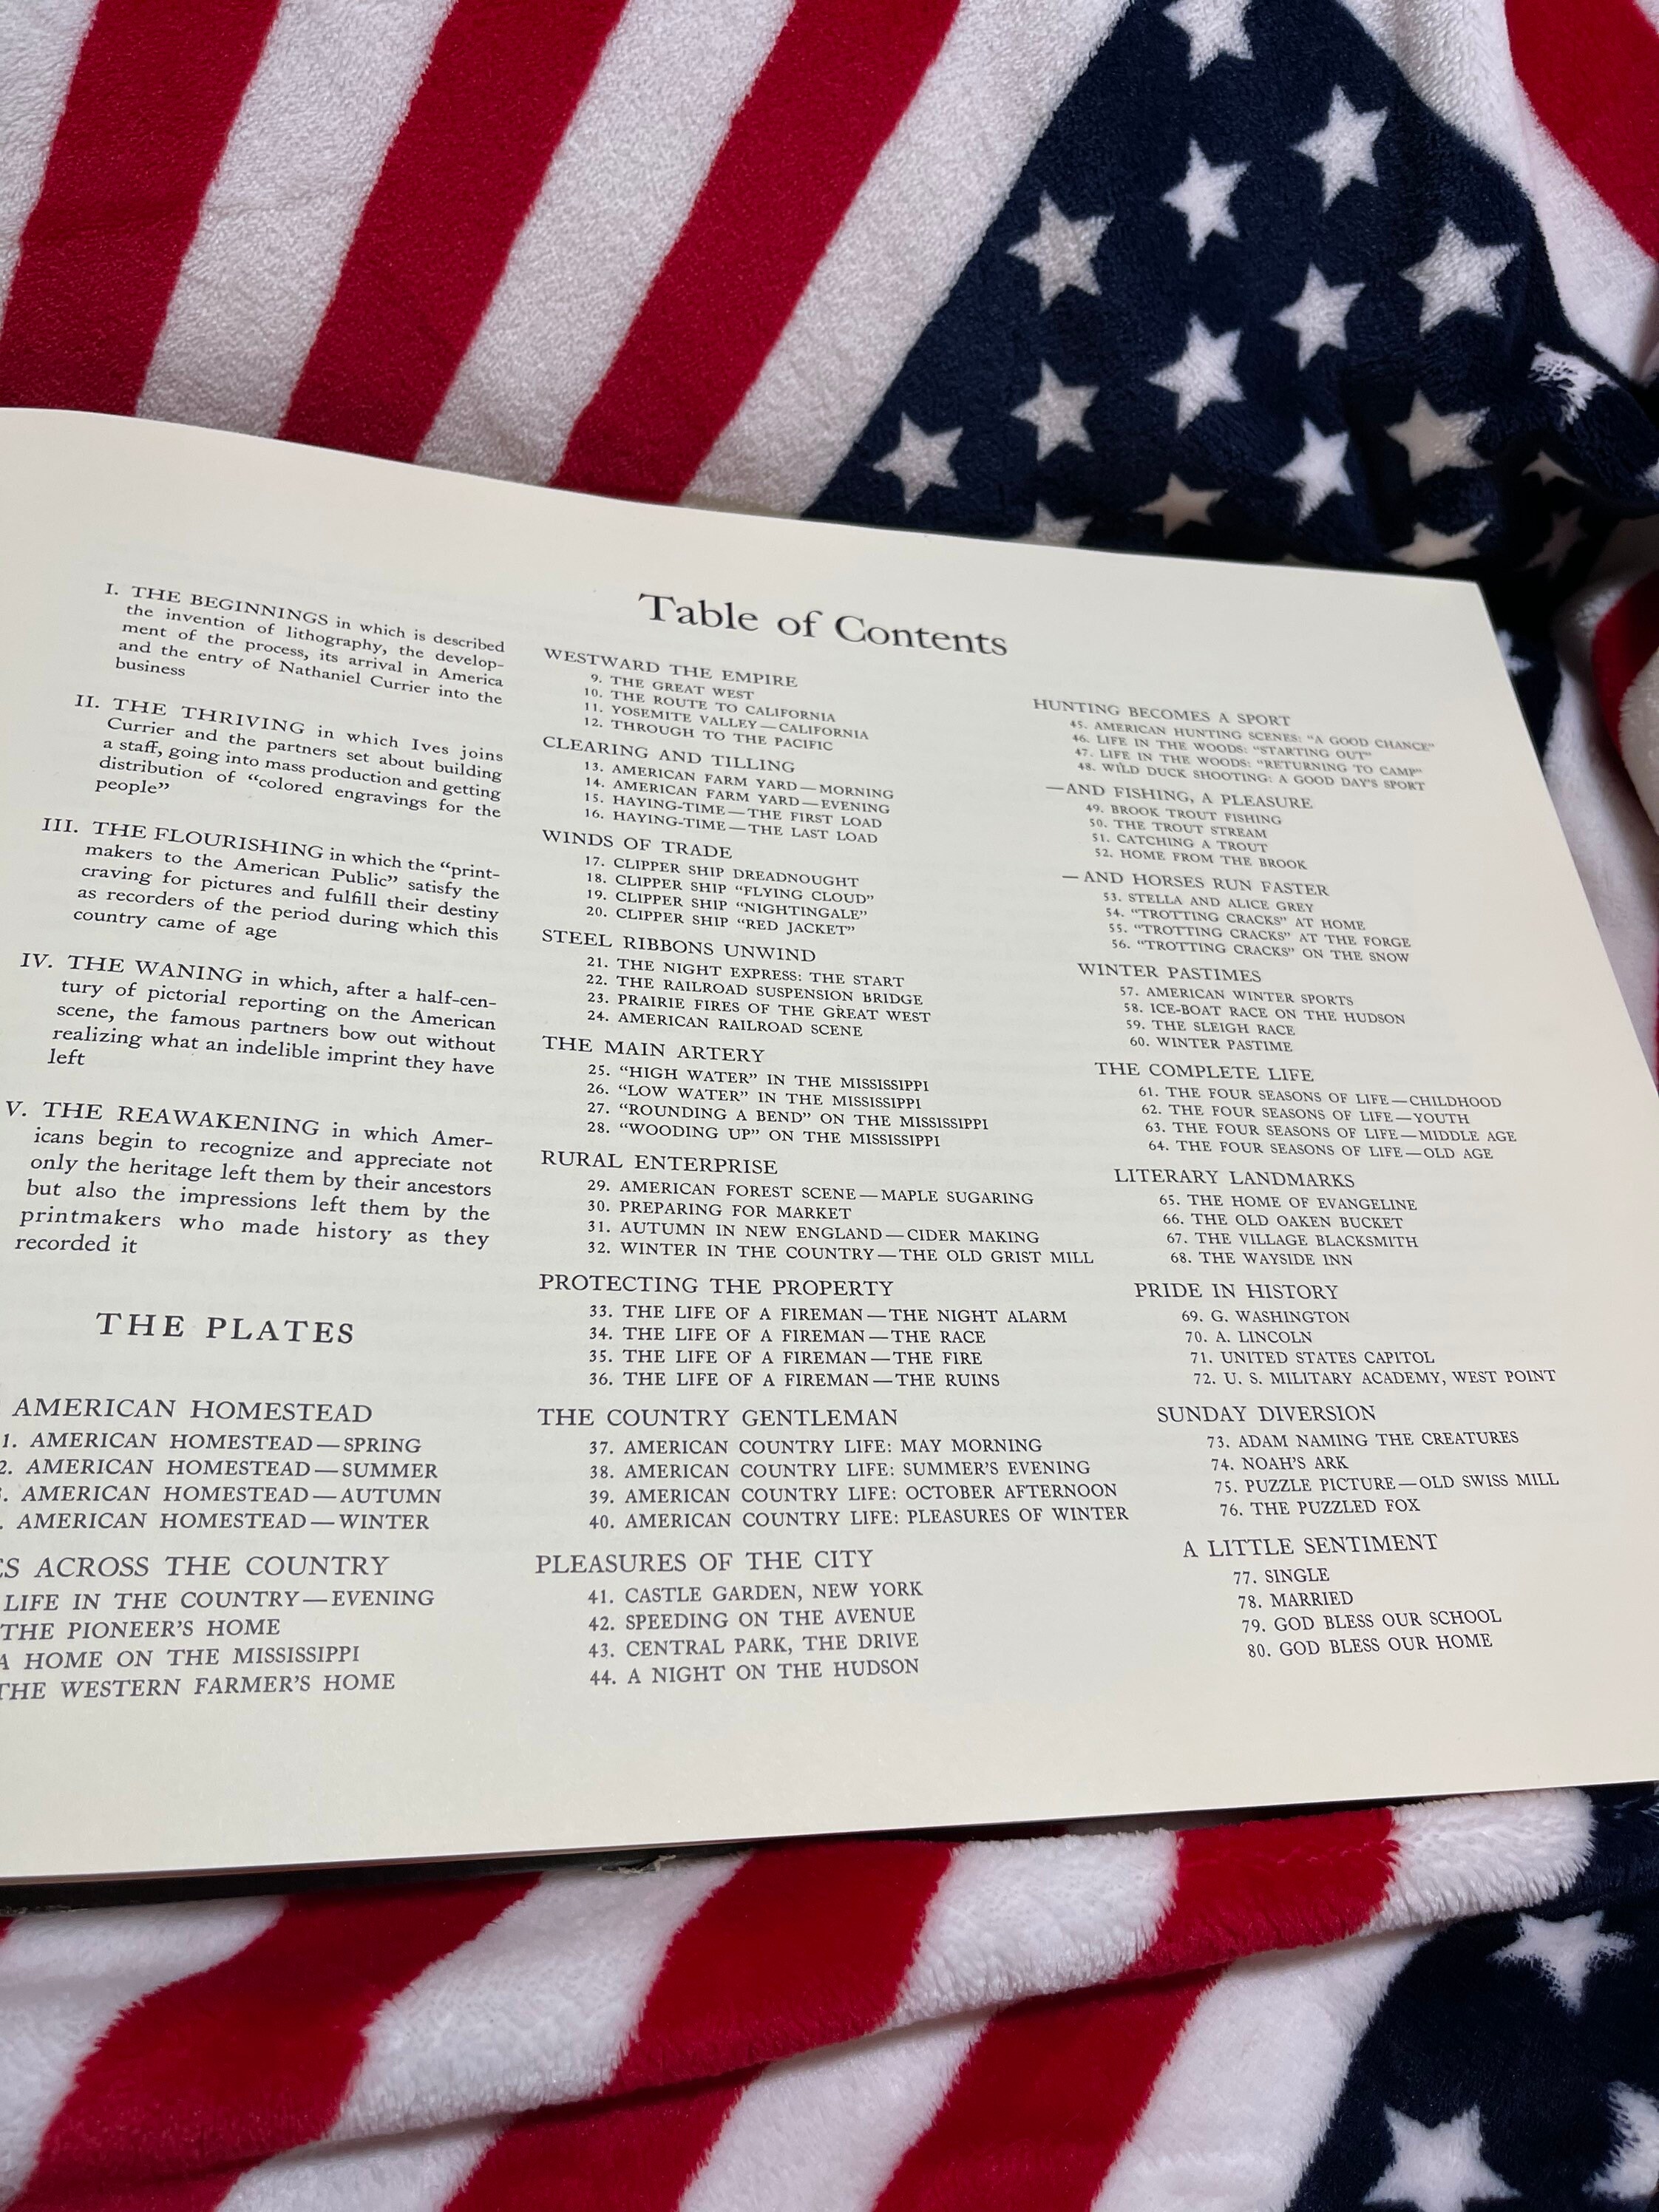 Table of Contents
I. THE BEGINNINGS in which is described
the invention of lithography, the develop-
ment of the process, its arrival in America
and the entry of Nathaniel Currier into the
business
II. THE THRIVING in which Ives joins
Currier and the partners set about building
a staff, going into mass production and getting
distribution of “colored engravings for the
people”
III. THE FLOURISHING in which the “print-
makers to the American Public” satisfy the
craving for pictures and fulfill their destiny
as recorders of the period during which this
country came of age
IV. THE WANING in which, after a half-cen-
tury of pictorial reporting on the American
scene, the famous partners bow out without
realizing what an indelible imprint they have
left
V. THE REAWAKENING in which Amer-
icans begin to recognize and appreciate not
only the heritage left them by their ancestors
but also the impressions left them by the
printmakers who made history as they
recorded it
THE PLATES
AMERICAN HOMESTEAD
1. AMERICAN HOMESTEAD—SPRING
2. AMERICAN HOMESTEAD—SUMMER
. AMERICAN HOMESTEAD—AUTUMN
. AMERICAN HOMESTEAD—WINTER
ACROSS THE COUNTRY
LIFE IN THE COUNTRY—EVENING
THE PIONEER'S HOME
A HOME ON THE MISSISSIPPI
THE WESTERN FARMER'S HOME
WESTWARD THE EMPIRE
9. THE GREAT WEST
10. THE ROUTE TO CALIFORNIA
11. YOSEMITE VALLEY—CALIFORNIA
12. THROUGH TO THE PACIFIC
CLEARING AND TILLING
13. AMERICAN FARM YARD—MORNING
14. AMERICAN FARM YARD—EVENING
15. HAYING-TIME—THE FIRST LOAD
16. HAYING-TIME—THE LAST LOAD
WINDS OF TRADE
17. CLIPPER SHIP DREADNOUGHT
18. CLIPPER SHIP “FLYING CLOUD”
19. CLIPPER SHIP “NIGHTINGALE”
20. CLIPPER SHIP “RED JACKET”
STEEL RIBBONS UNWIND
21. THE NIGHT EXPRESS: THE START
22. THE RAILROAD SUSPENSION BRIDGE
23. PRAIRIE FIRES OF THE GREAT WEST
24. AMERICAN RAILROAD SCENE
THE MAIN ARTERY
25. “HIGH WATER” IN THE MISSISSIPPI
26. “LOW WATER” IN THE MISSISSIPPI
27. “ROUNDING A BEND” ON THE MISSISSIPPI
28. “WOODING UP” ON THE MISSISSIPPI
RURAL ENTERPRISE
29. AMERICAN FOREST SCENE—MAPLE SUGARING
30. PREPARING FOR MARKET
31. AUTUMN IN NEW ENGLAND—CIDER MAKING
32. WINTER IN THE COUNTRY—THE OLD GRIST MILL
PROTECTING THE PROPERTY
33. THE LIFE OF A FIREMAN—THE NIGHT ALARM
34. THE LIFE OF A FIREMAN—THE RACE
35. THE LIFE OF A FIREMAN—THE FIRE
36. THE LIFE OF A FIREMAN—THE RUINS
THE COUNTRY GENTLEMAN
37. AMERICAN COUNTRY LIFE: MAY MORNING
38. AMERICAN COUNTRY LIFE: SUMMER'S EVENING
39. AMERICAN COUNTRY LIFE: OCTOBER AFTERNOON
40. AMERICAN COUNTRY LIFE: PLEASURES OF WINTER
PLEASURES OF THE CITY
41. CASTLE GARDEN, NEW YORK
42. SPEEDING ON THE AVENUE
43. CENTRAL PARK, THE DRIVE
44. A NIGHT ON THE HUDSON
HUNTING BECOMES A SPORT
45. AMERICAN HUNTING SCENES: “A GOOD CHANCE”
46. LIFE IN THE WOODS: “STARTING OUT”
47. LIFE IN THE WOODS: “RETURNING TO CAMP”
48. WILD DUCK SHOOTING: A GOOD DAY'S SPORT
—AND FISHING, A PLEASURE
49. BROOK TROUT FISHING
50. THE TROUT STREAM
51. CATCHING A TROUT
52. HOME FROM THE BROOK
—AND HORSES RUN FASTER
53. STELLA AND ALICE GREY
54. “TROTTING CRACKS” AT HOME
55. “TROTTING CRACKS” AT THE FORGE
56. “TROTTING CRACKS” ON THE SNOW
WINTER PASTIMES
57. AMERICAN WINTER SPORTS
58. ICE-BOAT RACE ON THE HUDSON
59. THE SLEIGH RACE
60. WINTER PASTIME
THE COMPLETE LIFE
61. THE FOUR SEASONS OF LIFE—CHILDHOOD
62. THE FOUR SEASONS OF LIFE—YOUTH
63. THE FOUR SEASONS OF LIFE—MIDDLE AGE
64. THE FOUR SEASONS OF LIFE—OLD AGE
LITERARY LANDMARKS
65. THE HOME OF EVANGELINE
66. THE OLD OAKEN BUCKET
67. THE VILLAGE BLACKSMITH
68. THE WAYSIDE INN
PRIDE IN HISTORY
69. G. WASHINGTON
70. A. LINCOLN
71. UNITED STATES CAPITOL
72. U. S. MILITARY ACADEMY, WEST POINT
SUNDAY DIVERSION
73. ADAM NAMING THE CREATURES
74. NOAH'S ARK
75. PUZZLE PICTURE—OLD SWISS MILL
76. THE PUZZLED FOX
A LITTLE SENTIMENT
77. SINGLE
78. MARRIED
79. GOD BLESS OUR SCHOOL
80. GOD BLESS OUR HOME